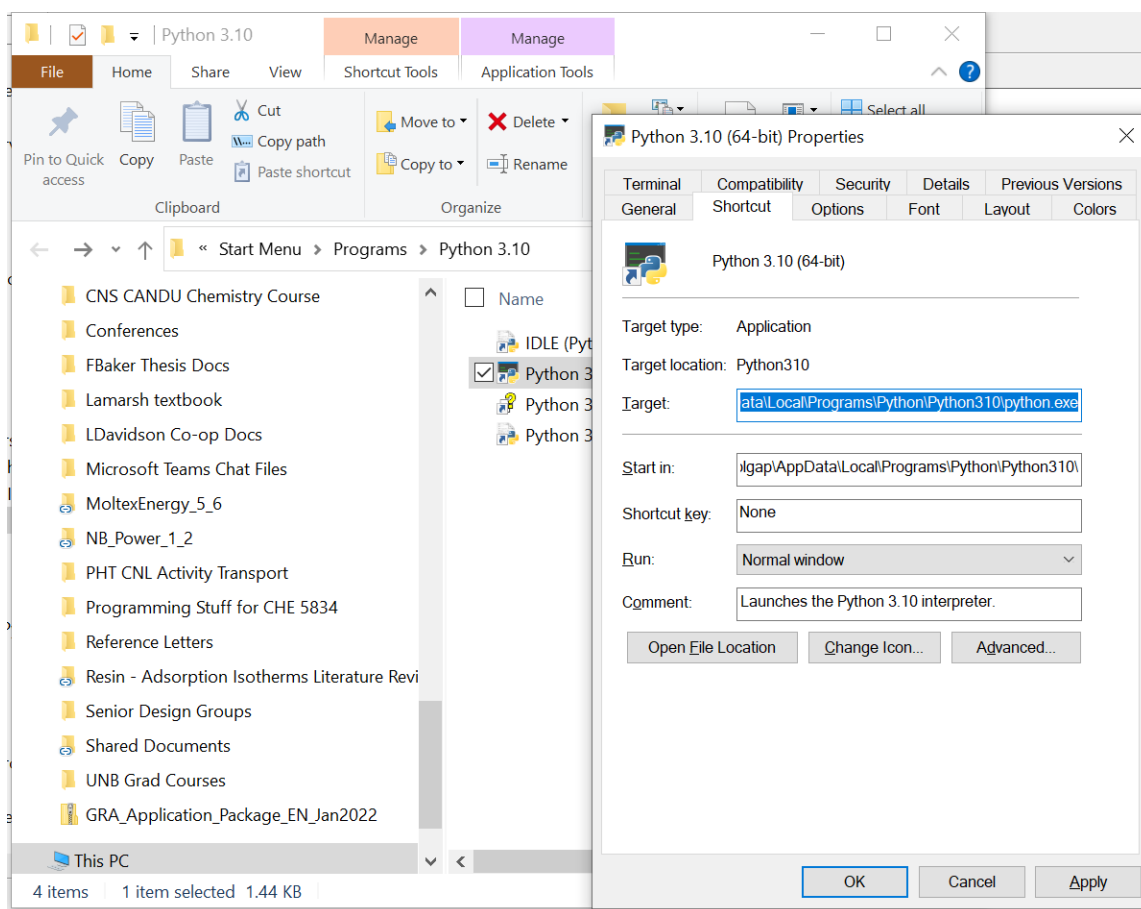 Python 3.10
Manage
Manage
File
Home
Share
View
Shortcut Tools
Application Tools
Pin to Quick access
Copy
Paste
Cut
Copy path
Paste shortcut
Clipboard
Move to
Copy to
Delete
Rename
Organize
Select all
« Start Menu > Programs > Python 3.10
CNS CANDU Chemistry Course
Conferences
FBaker Thesis Docs
Lamarsh textbook
LDavidson Co-op Docs
Microsoft Teams Chat Files
MoltexEnergy_5_6
NB_Power_1_2
PHT CNL Activity Transport
Programming Stuff for CHE 5834
Reference Letters
Resin - Adsorption Isotherms Literature Revi
Senior Design Groups
Shared Documents
UNB Grad Courses
GRA_Application_Package_EN_Jan2022
This PC
Name
IDLE (Pyt
Python 3
Python 3
Python 3
4 items
1 item selected 1.44 KB
Python 3.10 (64-bit) Properties
Terminal
Compatibility
Security
Details
Previous Versions
General
Shortcut
Options
Font
Layout
Colors
Python 3.10 (64-bit)
Target type: Application
Target location: Python310
Target: ata\Local\Programs\Python\Python310\python.exe
Start in: olgap\AppData\Local\Programs\Python\Python310\
Shortcut key: None
Run: Normal window
Comment: Launches the Python 3.10 interpreter.
Open File Location
Change Icon...
Advanced...
OK
Cancel
Apply